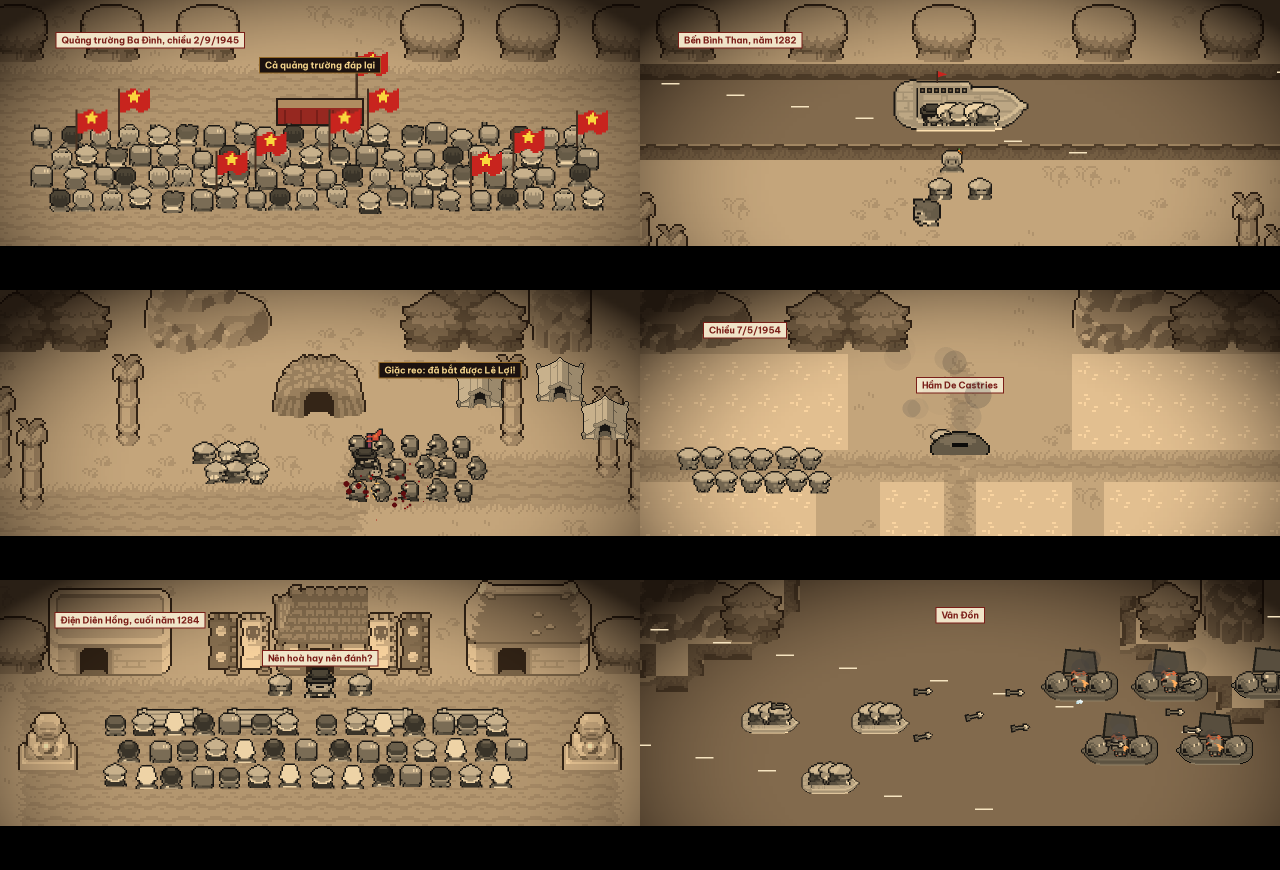 Quảng trường Ba Đình, chiều 2/9/1945
Cả quảng trường đáp lại
Bến Bình Than, năm 1282
Giặc reo: đã bắt được Lê Lợi!
Chiều 7/5/1954
Hầm De Castries
Điện Diên Hồng, cuối năm 1284
Nên hoà hay nên đánh?
Vân Đồn